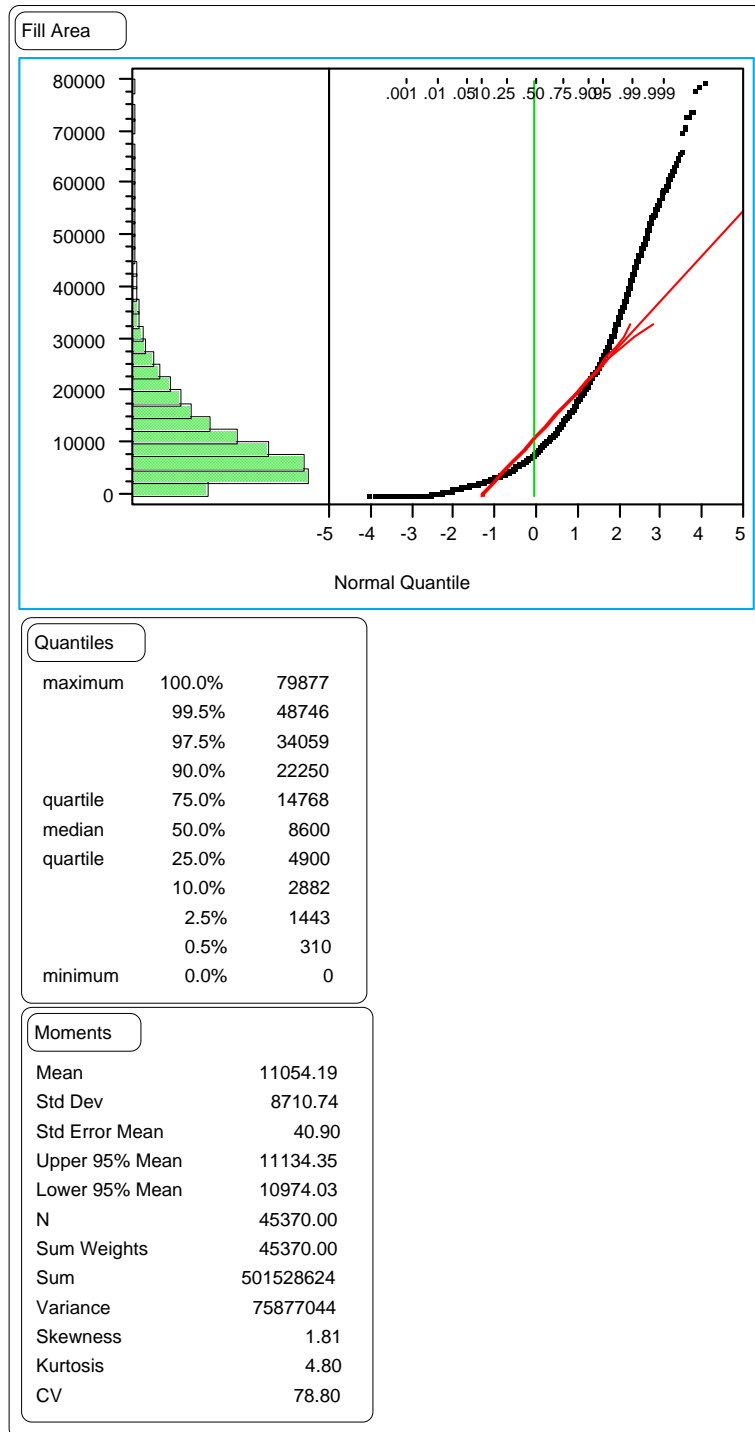 Fill Area
80000
70000
60000
50000
40000
30000
20000
10000
0
.001 .01 .05 .10 .25 .50 .75 .90 .95 .99 .999
-5 -4 -3 -2 -1 0 1 2 3 4 5
Normal Quantile
Quantiles
maximum 100.0% 79877
99.5% 48746
97.5% 34059
90.0% 22250
quartile 75.0% 14768
median 50.0% 8600
quartile 25.0% 4900
10.0% 2882
2.5% 1443
0.5% 310
minimum 0.0% 0
Moments
Mean 11054.19
Std Dev 8710.74
Std Error Mean 40.90
Upper 95% Mean 11134.35
Lower 95% Mean 10974.03
N 45370.00
Sum Weights 45370.00
Sum 501528624
Variance 75877044
Skewness 1.81
Kurtosis 4.80
CV 78.80